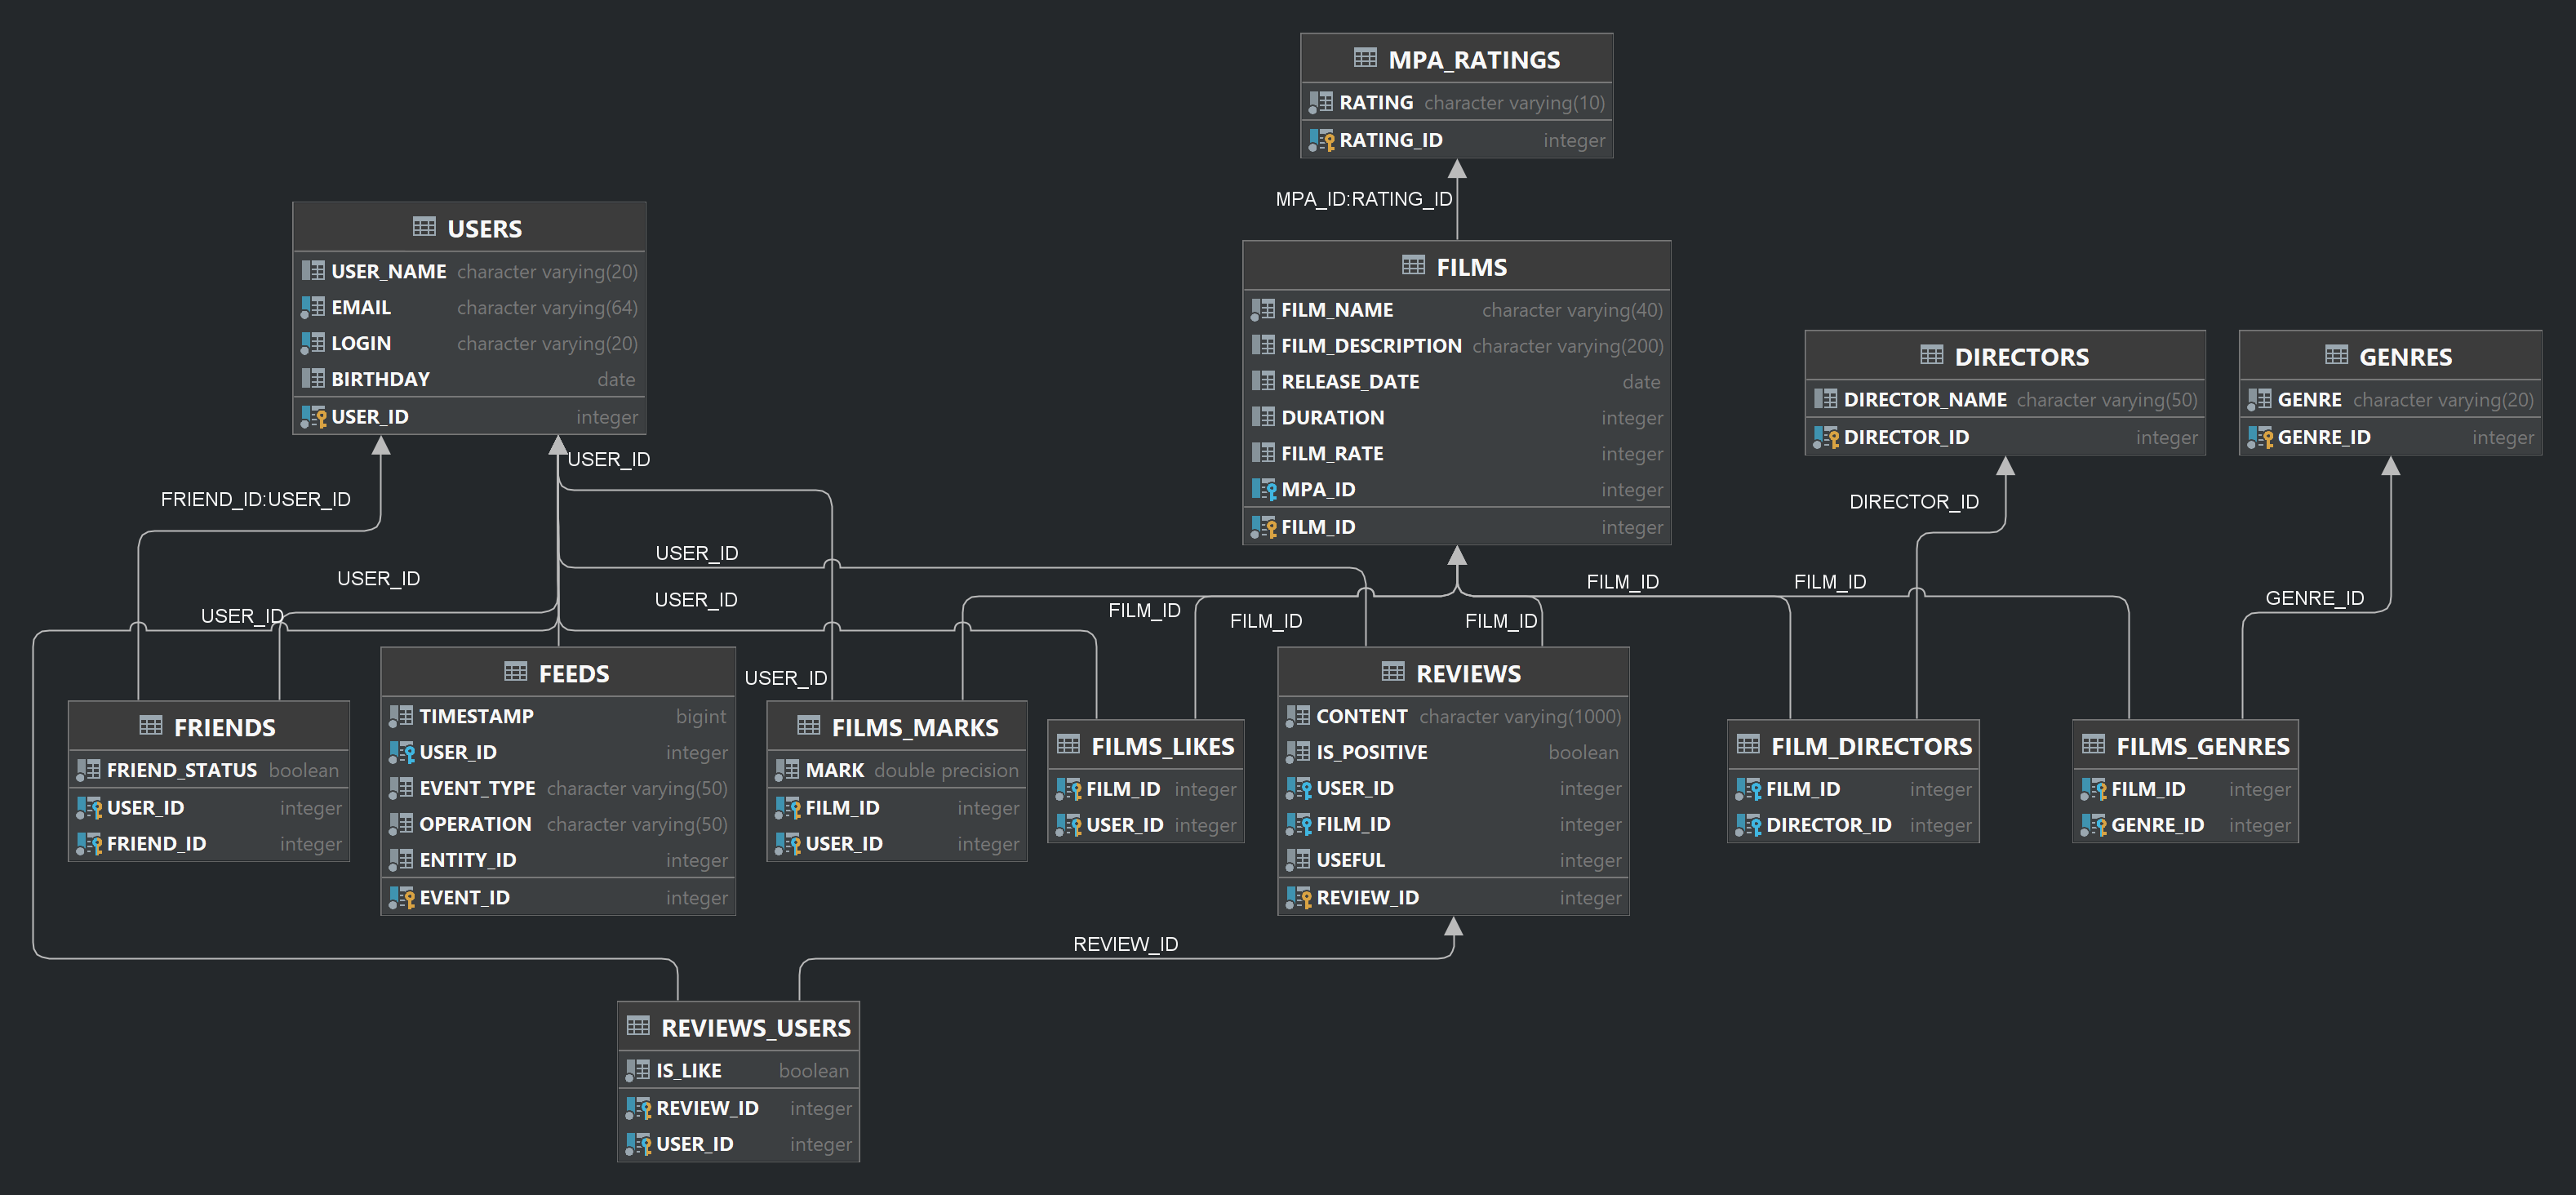 MPA_RATINGS
RATING character varying(10)
RATING_ID integer
MPA_ID:RATING_ID
USERS
USER_NAME character varying(20)
EMAIL character varying(64)
LOGIN character varying(20)
BIRTHDAY date
USER_ID integer
FILMS
FILM_NAME character varying(40)
FILM_DESCRIPTION character varying(200)
RELEASE_DATE date
DURATION integer
FILM_RATE integer
MPA_ID integer
FILM_ID integer
DIRECTORS
DIRECTOR_NAME character varying(50)
DIRECTOR_ID integer
GENRES
GENRE character varying(20)
GENRE_ID integer
USER_ID
FRIEND_ID:USER_ID
DIRECTOR_ID
USER_ID
USER_ID
FILM_ID
FILM_ID
USER_ID
GENRE_ID
USER_ID
FILM_ID
FILM_ID
FILM_ID
USER_ID
FRIENDS
FRIEND_STATUS boolean
USER_ID integer
FRIEND_ID integer
FEEDS
TIMESTAMP bigint
USER_ID integer
EVENT_TYPE character varying(50)
OPERATION character varying(50)
ENTITY_ID integer
EVENT_ID integer
FILMS_MARKS
MARK double precision
FILM_ID integer
USER_ID integer
FILMS_LIKES
FILM_ID integer
USER_ID integer
REVIEWS
CONTENT character varying(1000)
IS_POSITIVE boolean
USER_ID integer
FILM_ID integer
USEFUL integer
REVIEW_ID integer
FILM_DIRECTORS
FILM_ID integer
DIRECTOR_ID integer
FILMS_GENRES
FILM_ID integer
GENRE_ID integer
REVIEW_ID
REVIEWS_USERS
IS_LIKE boolean
REVIEW_ID integer
USER_ID integer